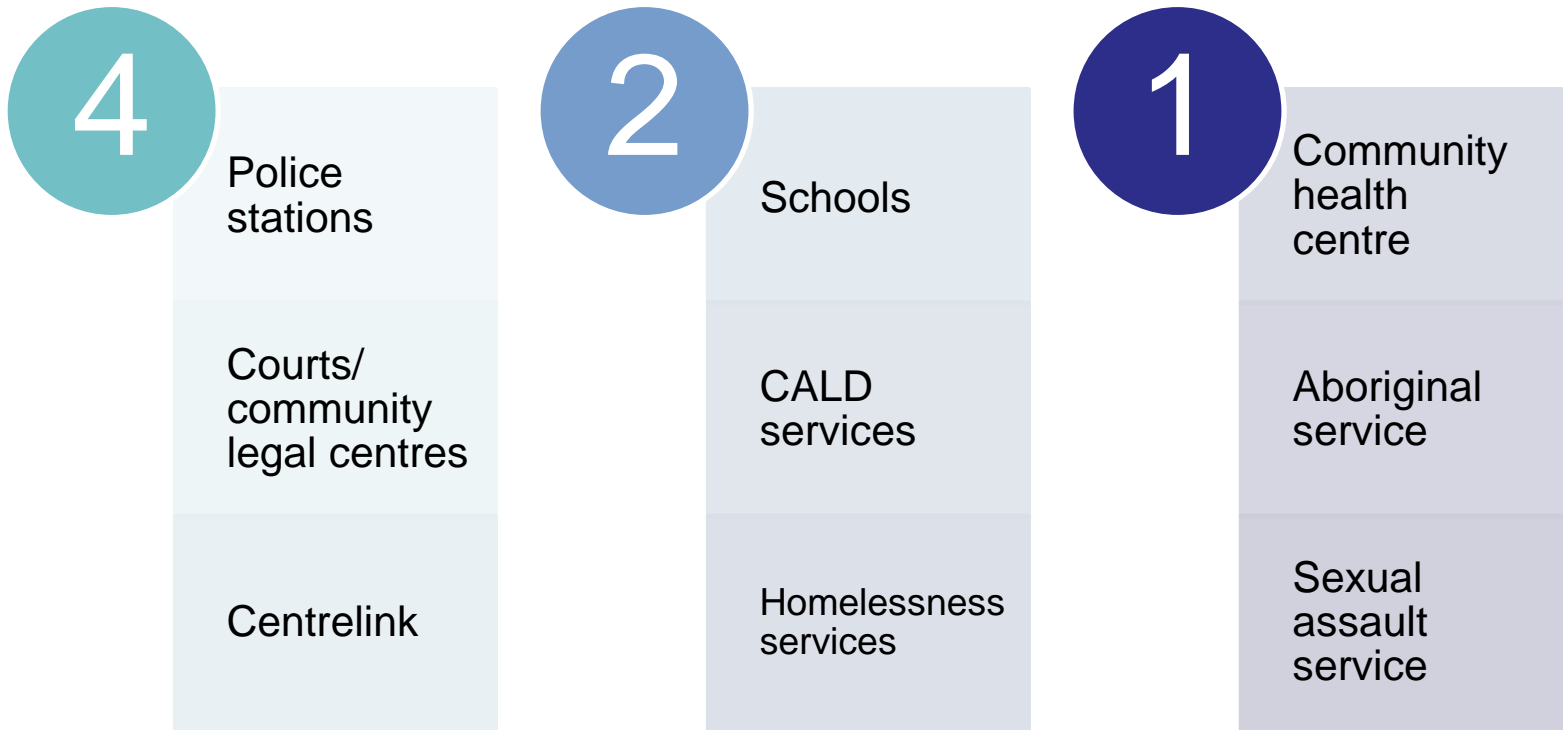 4
Police
stations
Courts/
community
legal centres
Centrelink
2
Schools
CALD
services
Homelessness
services
1
Community
health
centre
Aboriginal
service
Sexual
assault
service